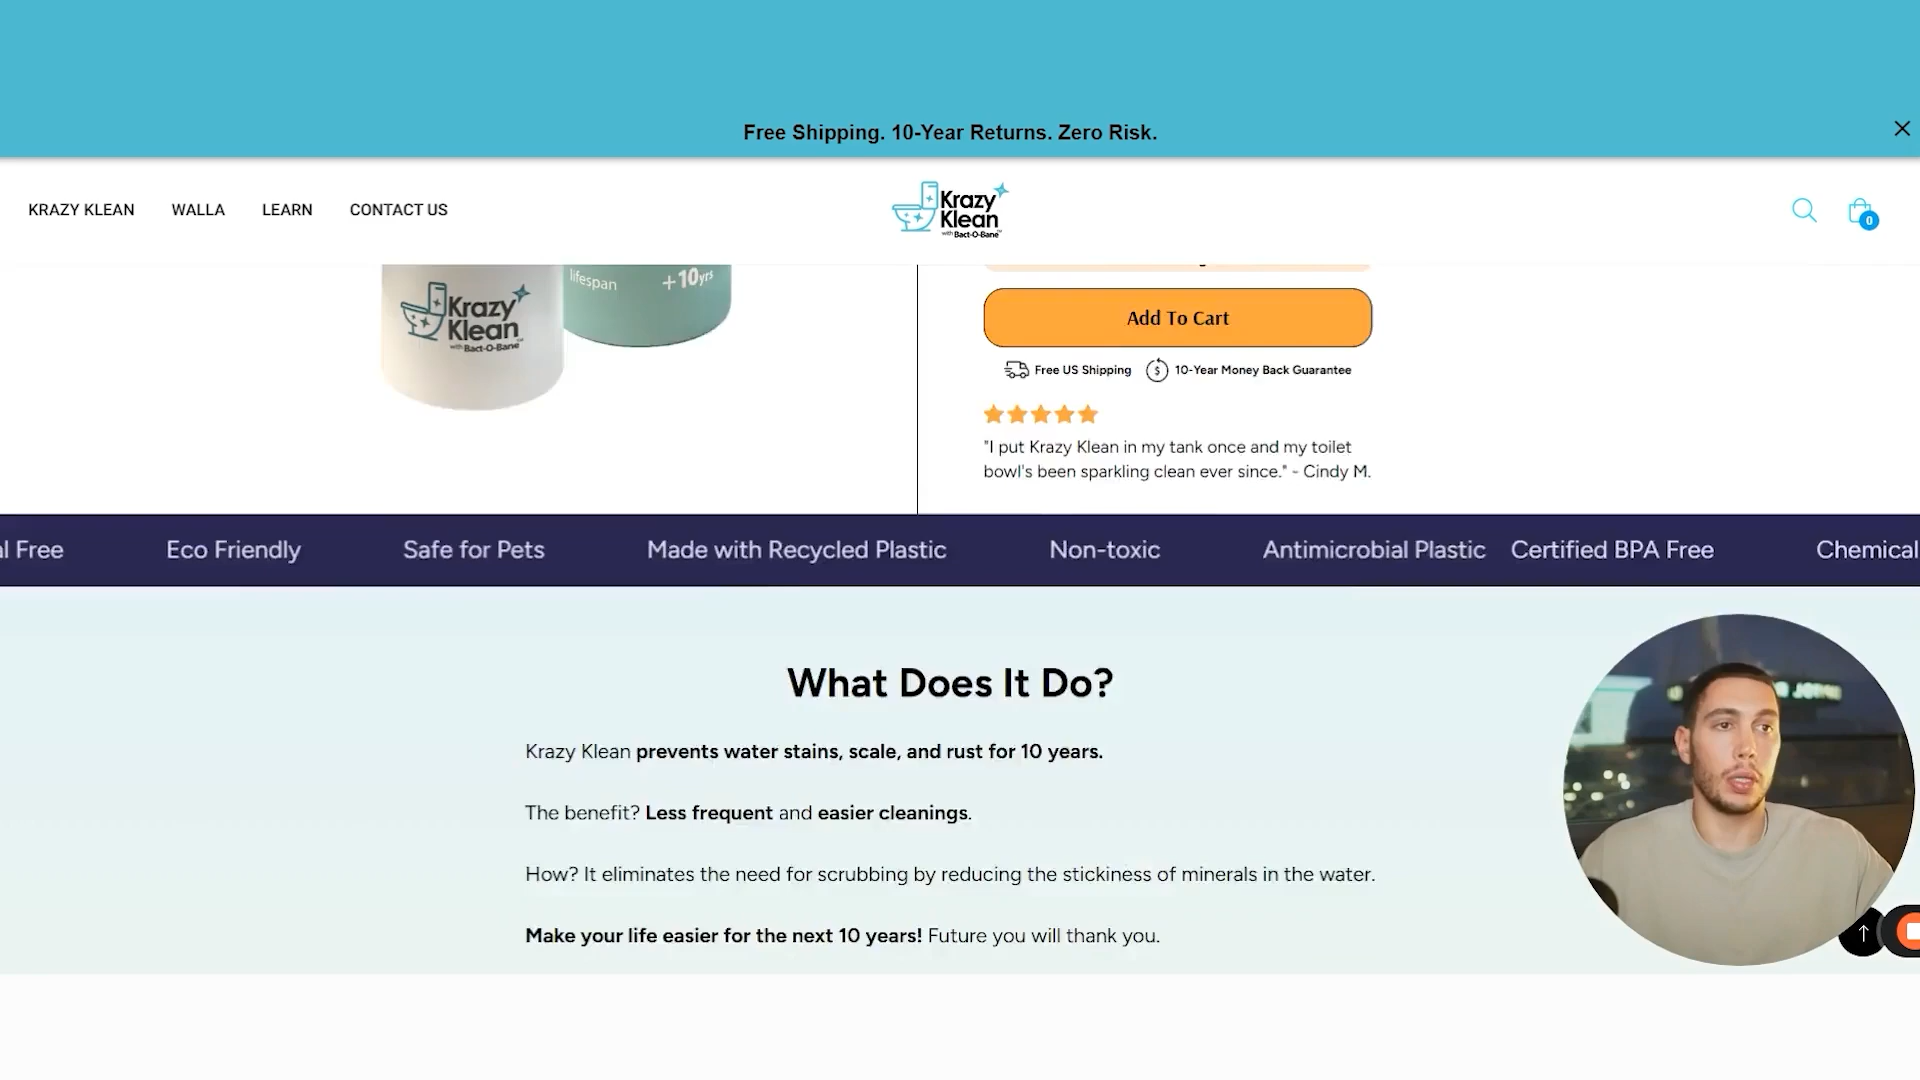 Free Shipping. 10-Year Returns. Zero Risk.
KRAZY KLEAN
WALLA
LEARN
CONTACT US
Krazy
Klean
with Bact-O-Bane™
0
lifespan
+10yrs
Krazy
Klean
with Bact-O-Bane™
Add To Cart
Free US Shipping
10-Year Money Back Guarantee
"I put Krazy Klean in my tank once and my toilet
bowl's been sparkling clean ever since." - Cindy M.
l Free
Eco Friendly
Safe for Pets
Made with Recycled Plastic
Non-toxic
Antimicrobial Plastic
Certified BPA Free
Chemical
What Does It Do?
Krazy Klean prevents water stains, scale, and rust for 10 years.
The benefit? Less frequent and easier cleanings.
How? It eliminates the need for scrubbing by reducing the stickiness of minerals in the water.
Make your life easier for the next 10 years! Future you will thank you.